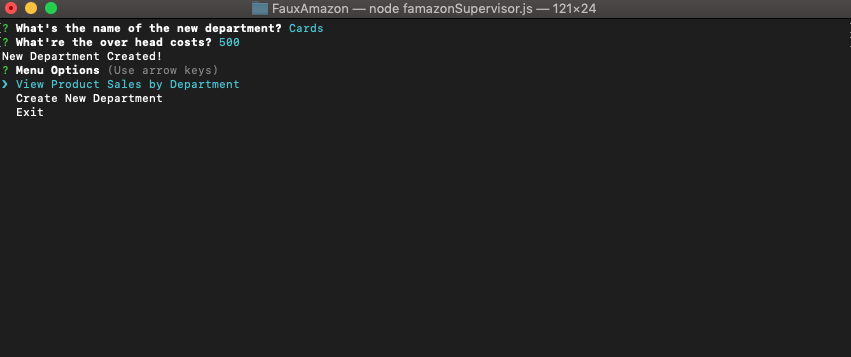 FauxAmazon — node famazonSupervisor.js — 121×24
? What's the name of the new department? Cards
? What're the over head costs? 500
New Department Created!
? Menu Options (Use arrow keys)
❯ View Product Sales by Department
Create New Department
Exit